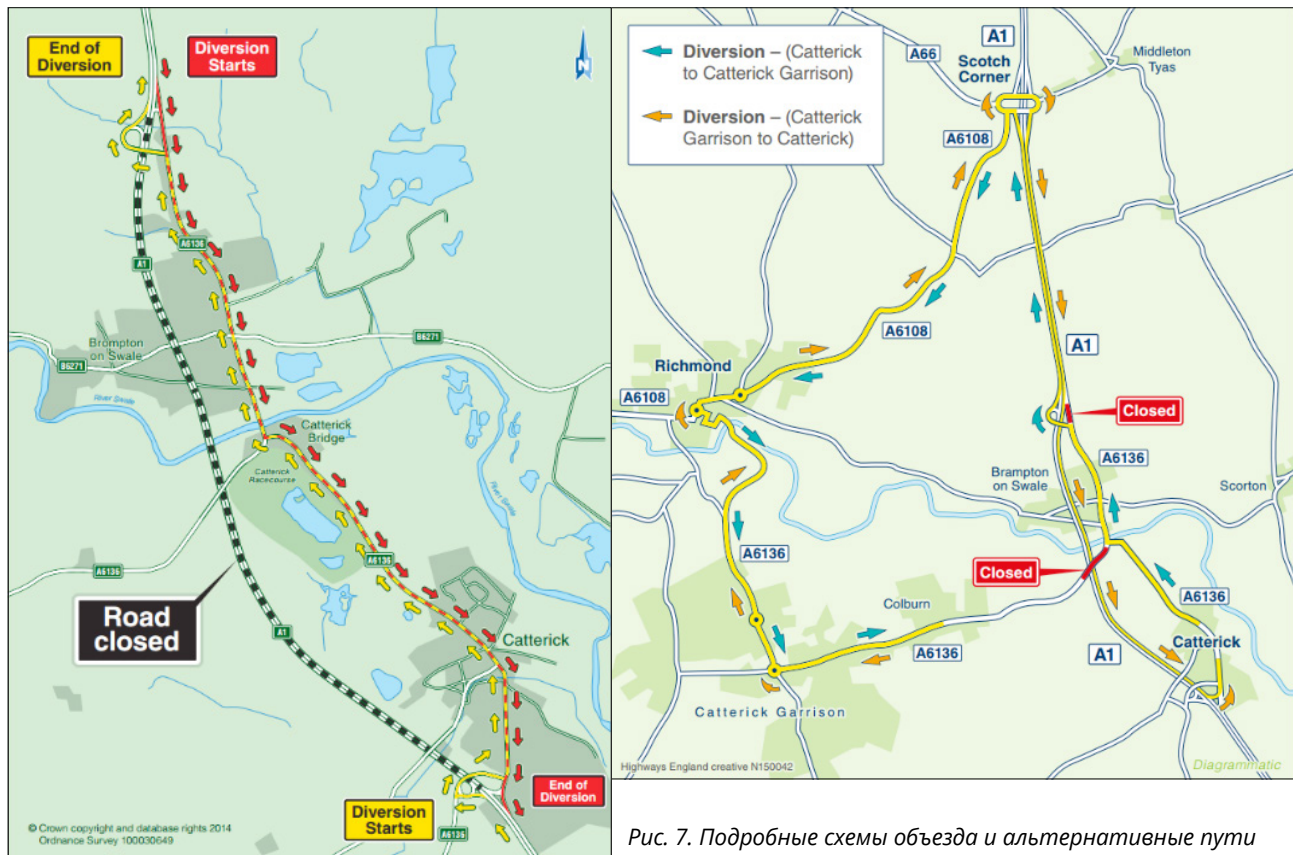 End of
Diversion
Diversion
Starts
N
A6136
A1
Brompton
on Swale
B6271
B6271
River Swale
Catterick
Bridge
Catterick
Racecourse
River Swale
A6136
A6136
Road
closed
A1
Catterick
End of
Diversion
Diversion
Starts
A6136
© Crown copyright and database rights 2014
Ordnance Survey 100030649
Diversion – (Catterick
to Catterick Garrison)
Diversion – (Catterick
Garrison to Catterick)
A1
A66
Scotch
Corner
Middleton
Tyas
A6108
A6108
A1
Richmond
A6108
Closed
A6136
Brampton
on Swale
Scorton
A6136
Closed
Colburn
A6136
A6136
Catterick
A1
Catterick Garrison
Highways England creative N150042
Diagrammatic
Рис. 7. Подробные схемы объезда и альтернативные пути